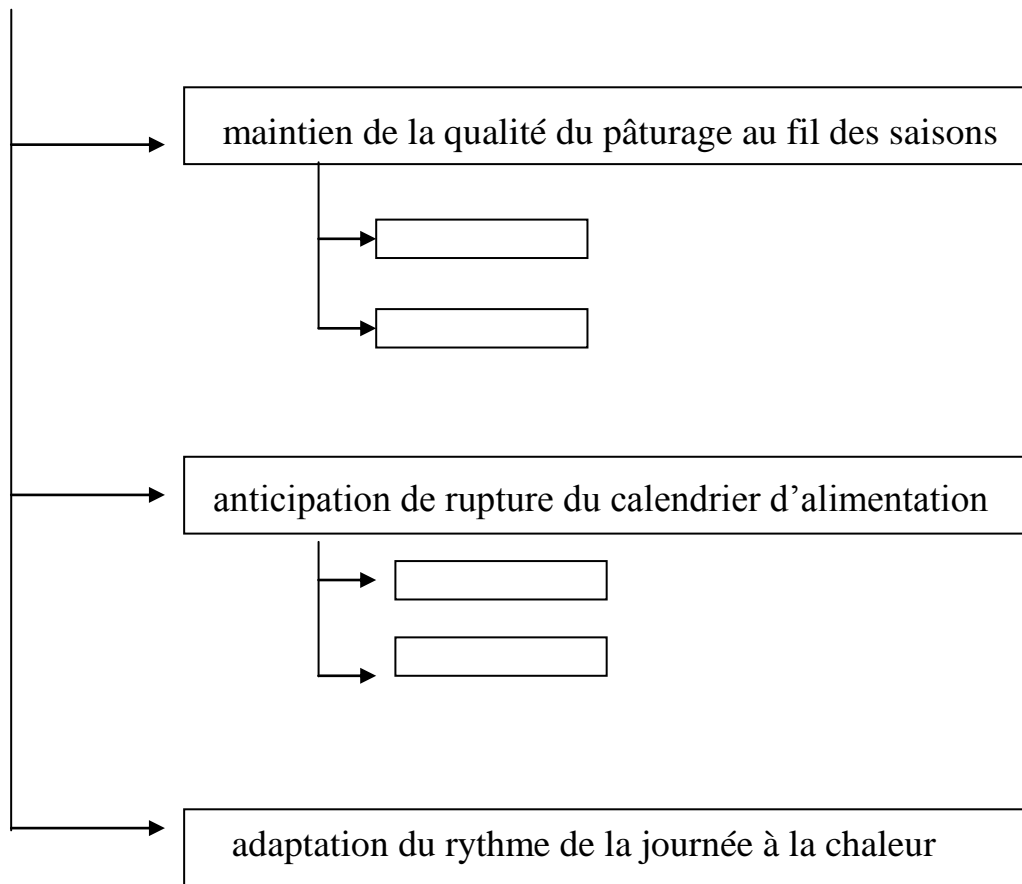 maintien de la qualité du pâturage au fil des saisons
anticipation de rupture du calendrier d’alimentation
adaptation du rythme de la journée à la chaleur